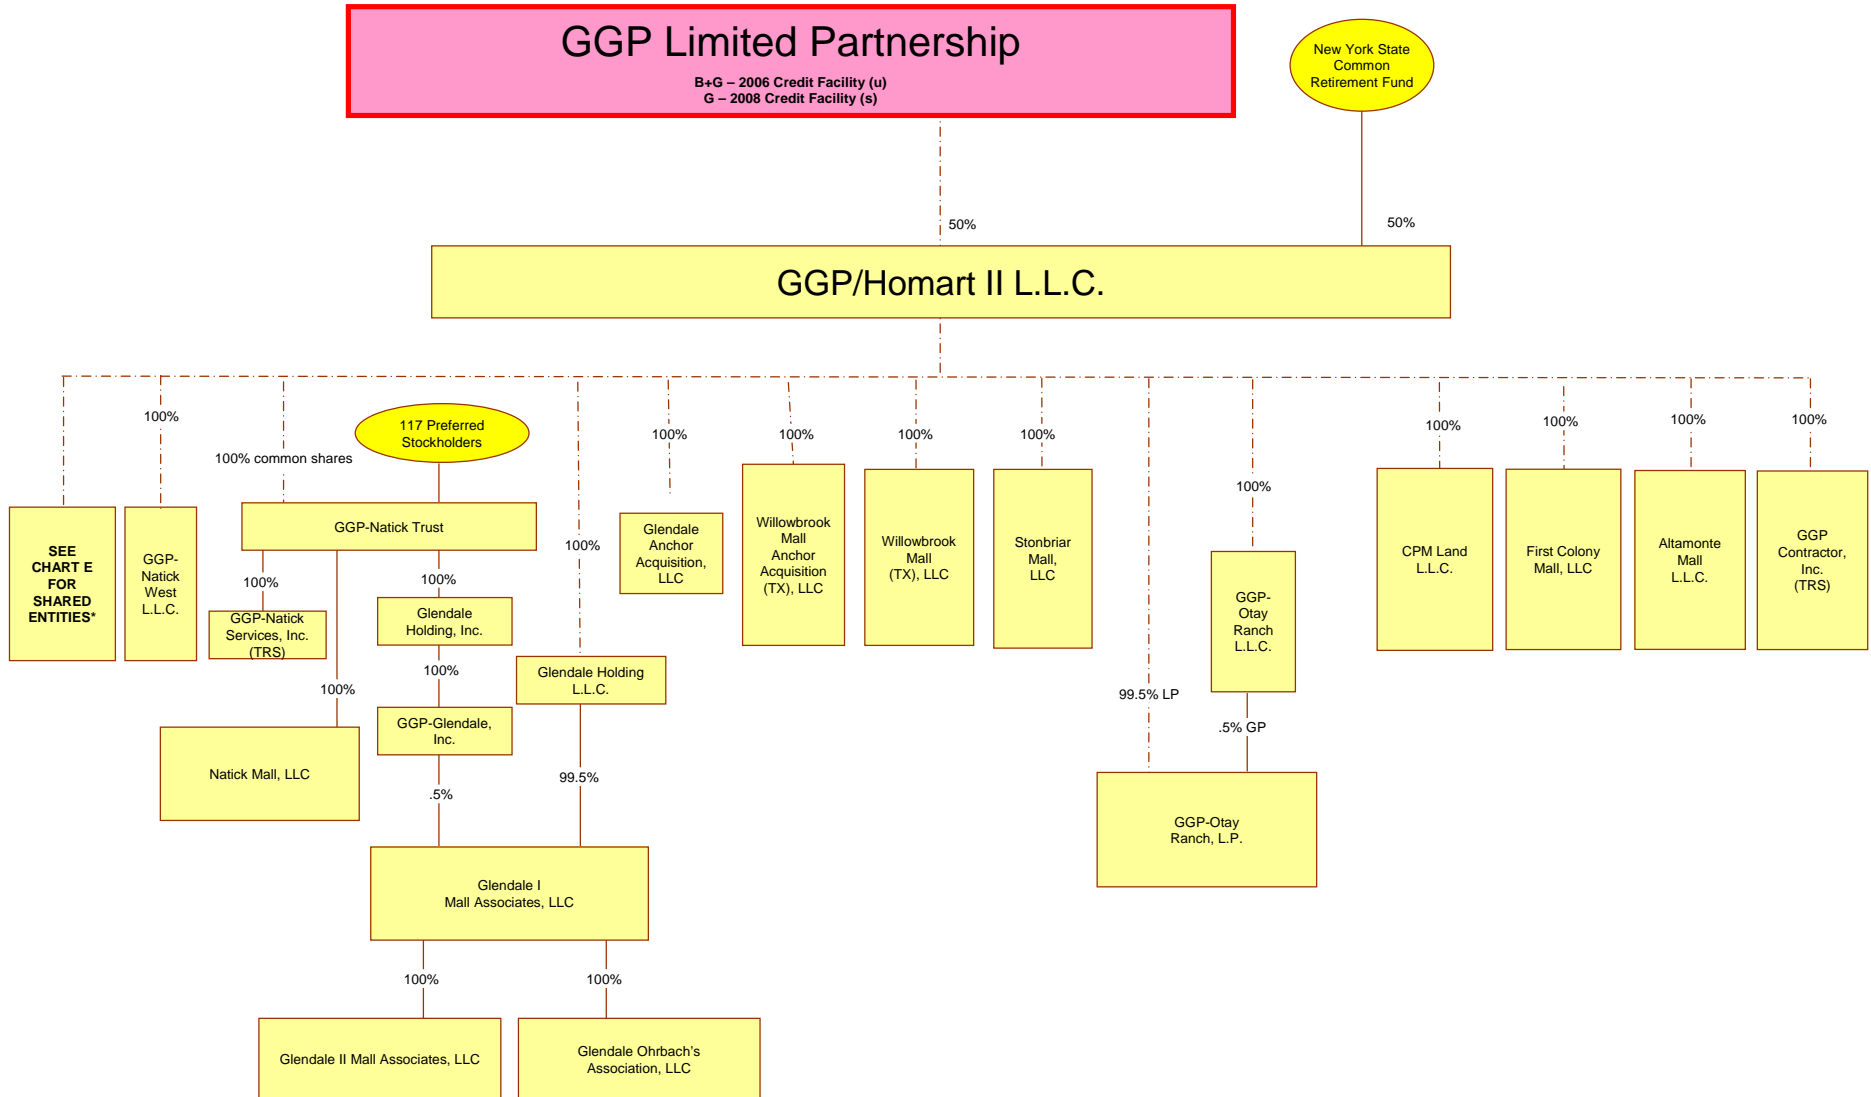 GGP Limited Partnership
B+G – 2006 Credit Facility (u)
G – 2008 Credit Facility (s)
New York State
Common
Retirement Fund
50%
50%
GGP/Homart II L.L.C.
100%
100% common shares
117 Preferred
Stockholders
100%
100%
100%
100%
100%
100%
100%
100%
100%
100%
100%
SEE
CHART E
FOR
SHARED
ENTITIES*
GGP-
Natick
West
L.L.C.
GGP-Natick Trust
Glendale
Anchor
Acquisition,
LLC
Willowbrook
Mall
Anchor
Acquisition
(TX), LLC
Willowbrook
Mall
(TX), LLC
Stonbriar
Mall,
LLC
GGP-
Otay
Ranch
L.L.C.
CPM Land
L.L.C.
First Colony
Mall, LLC
Altamonte
Mall
L.L.C.
GGP
Contractor,
Inc.
(TRS)
100%
100%
GGP-Natick
Services, Inc.
(TRS)
Glendale
Holding, Inc.
100%
100%
Glendale Holding
L.L.C.
99.5% LP
.5% GP
GGP-Glendale,
Inc.
Natick Mall, LLC
.5%
99.5%
GGP-Otay
Ranch, L.P.
Glendale I
Mall Associates, LLC
100%
100%
Glendale II Mall Associates, LLC
Glendale Ohrbach's
Association, LLC